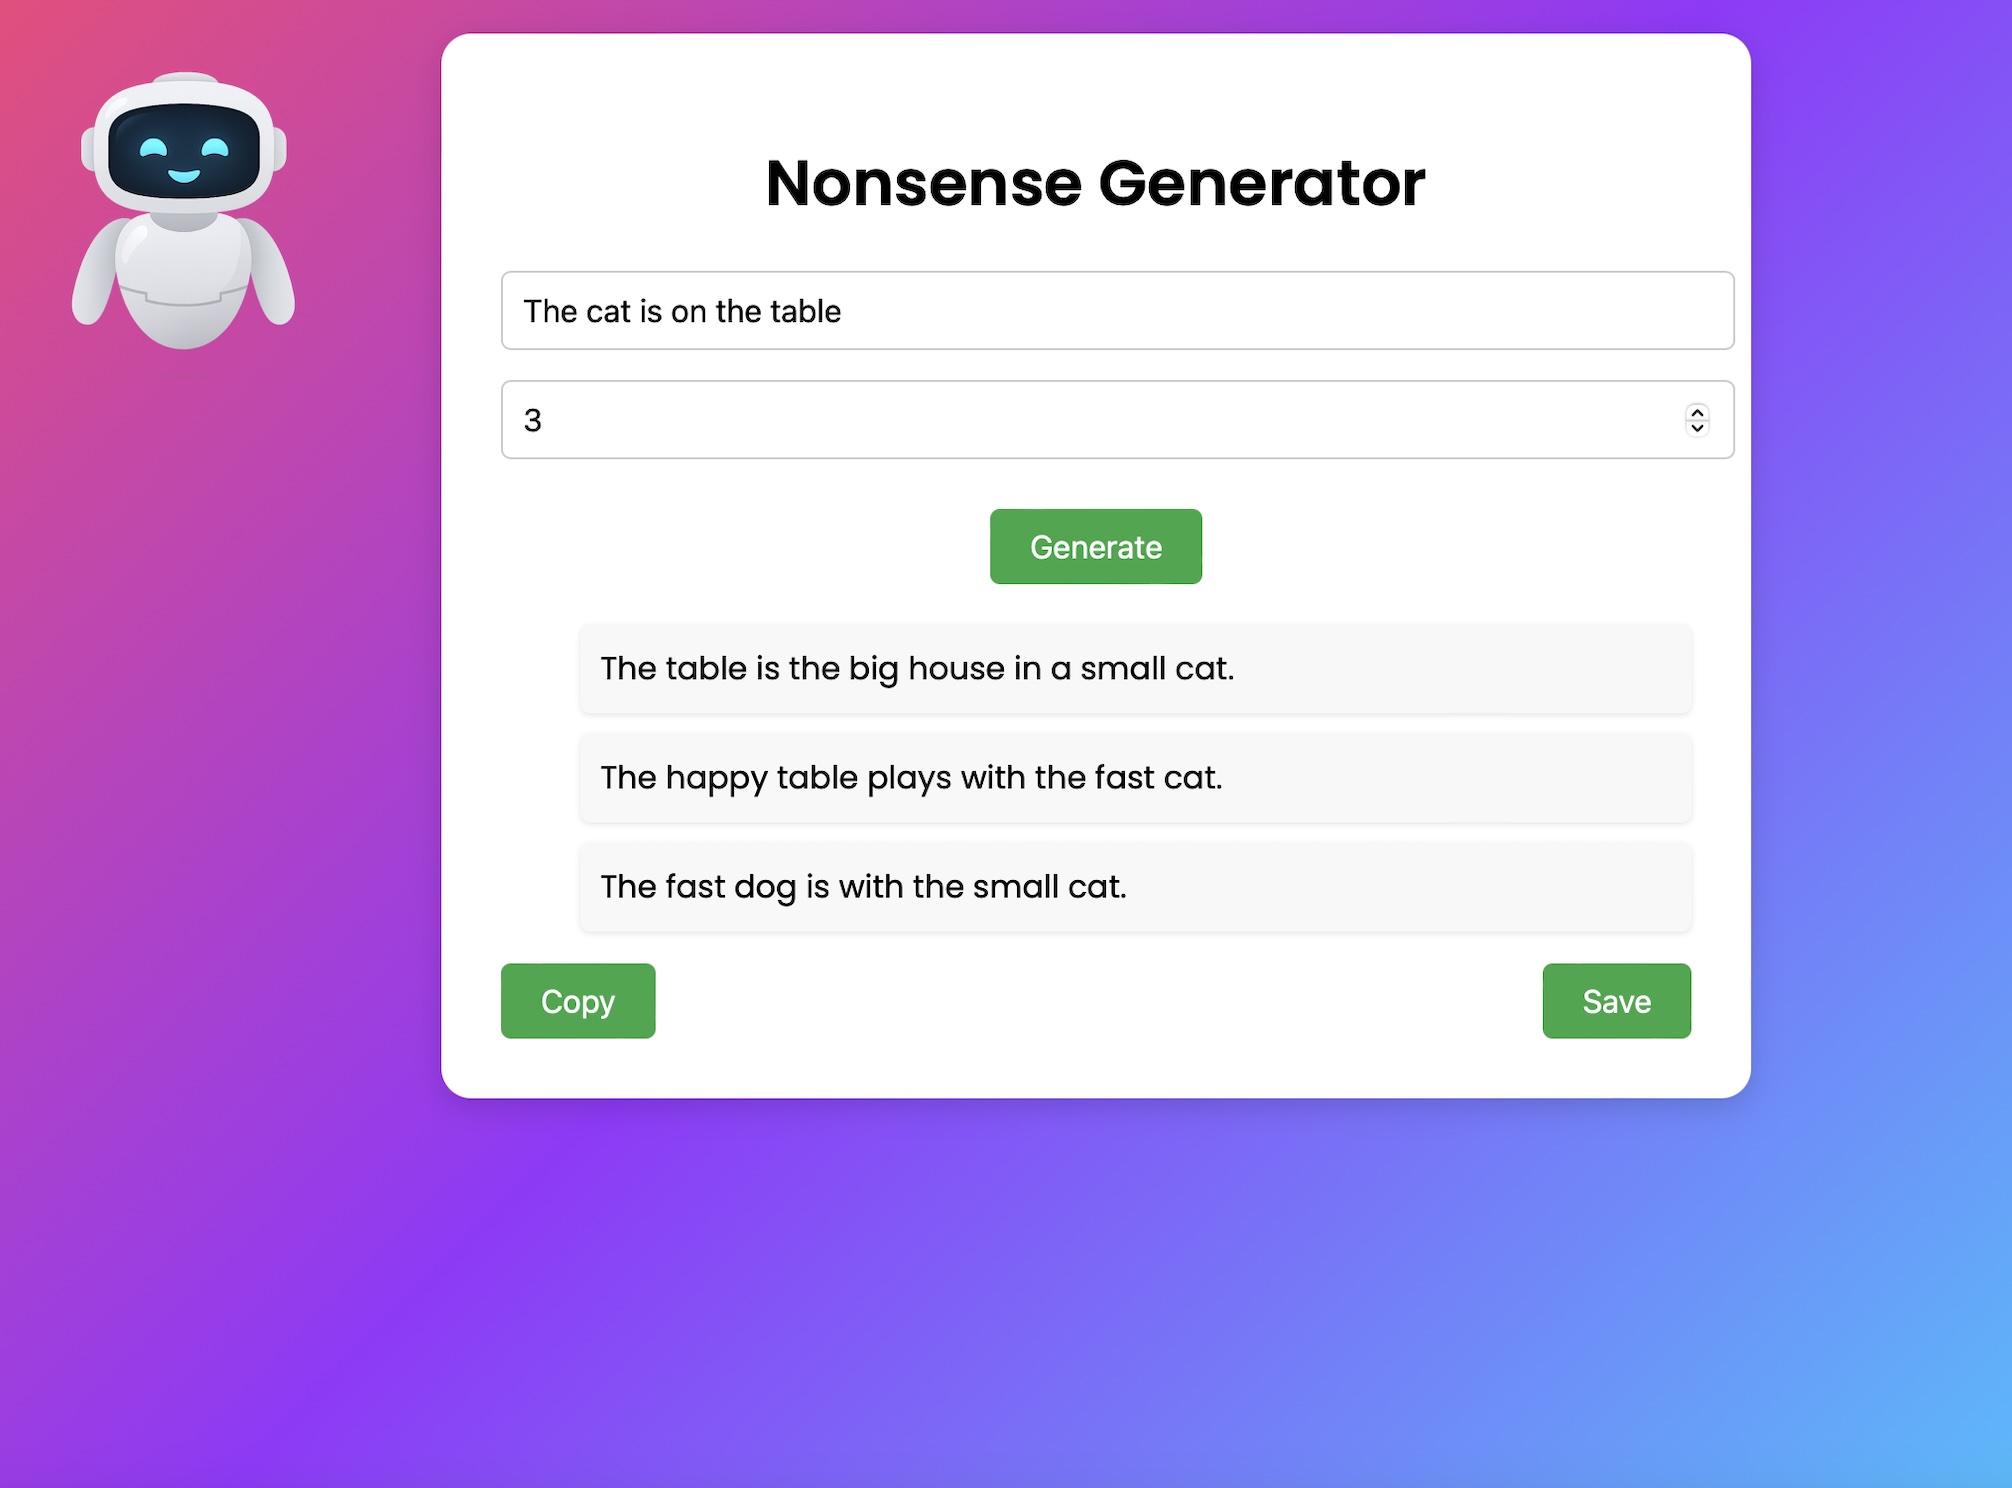 Nonsense Generator
The cat is on the table
3
Generate
The table is the big house in a small cat.
The happy table plays with the fast cat.
The fast dog is with the small cat.
Copy
Save